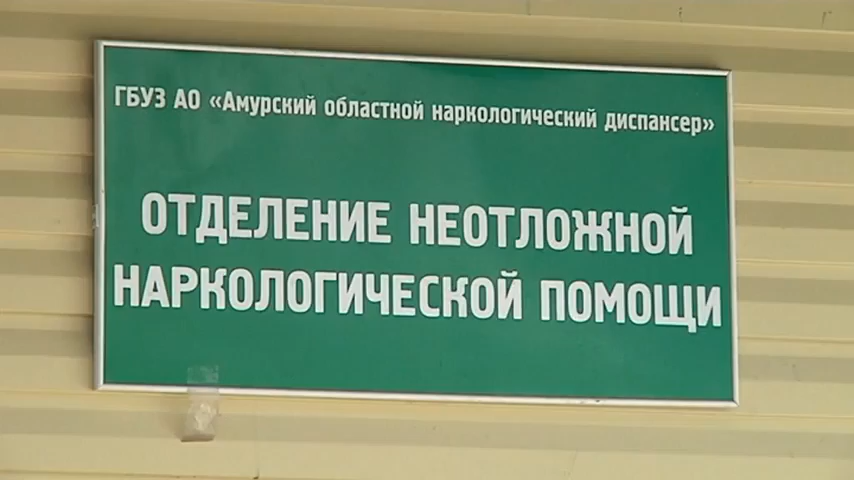 ГБУЗ АО «Амурский областной наркологический диспансер»
ОТДЕЛЕНИЕ НЕОТЛОЖНОЙ
НАРКОЛОГИЧЕСКОЙ ПОМОЩИ